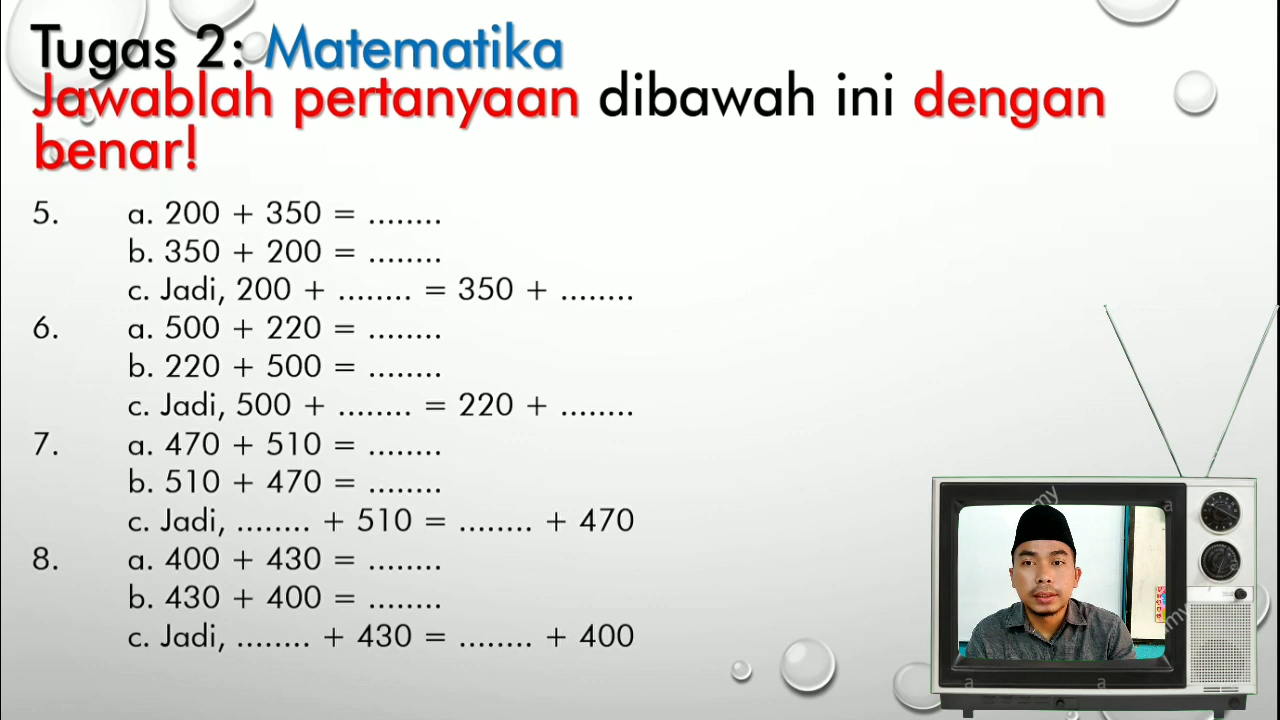 Tugas 2: Matematika
Jawablah pertanyaan dibawah ini dengan
benar!
5. a. 200 + 350 = ........
b. 350 + 200 = ........
c. Jadi, 200 + ........ = 350 + ........
6. a. 500 + 220 = ........
b. 220 + 500 = ........
c. Jadi, 500 + ........ = 220 + ........
7. a. 470 + 510 = ........
b. 510 + 470 = ........
c. Jadi, ........ + 510 = ........ + 470
8. a. 400 + 430 = ........
b. 430 + 400 = ........
c. Jadi, ........ + 430 = ........ + 400